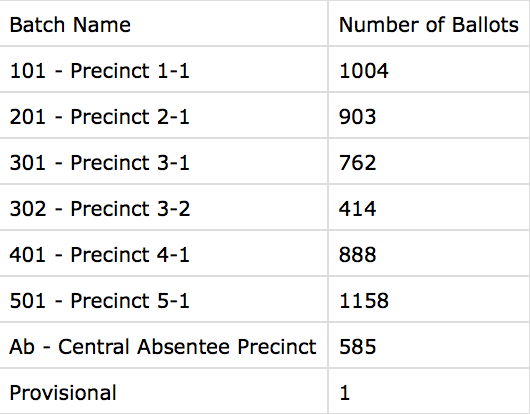 Batch Name Number of Ballots
101 - Precinct 1-1 1004
201 - Precinct 2-1 903
301 - Precinct 3-1 762
302 - Precinct 3-2 414
401 - Precinct 4-1 888
501 - Precinct 5-1 1158
Ab - Central Absentee Precinct 585
Provisional 1